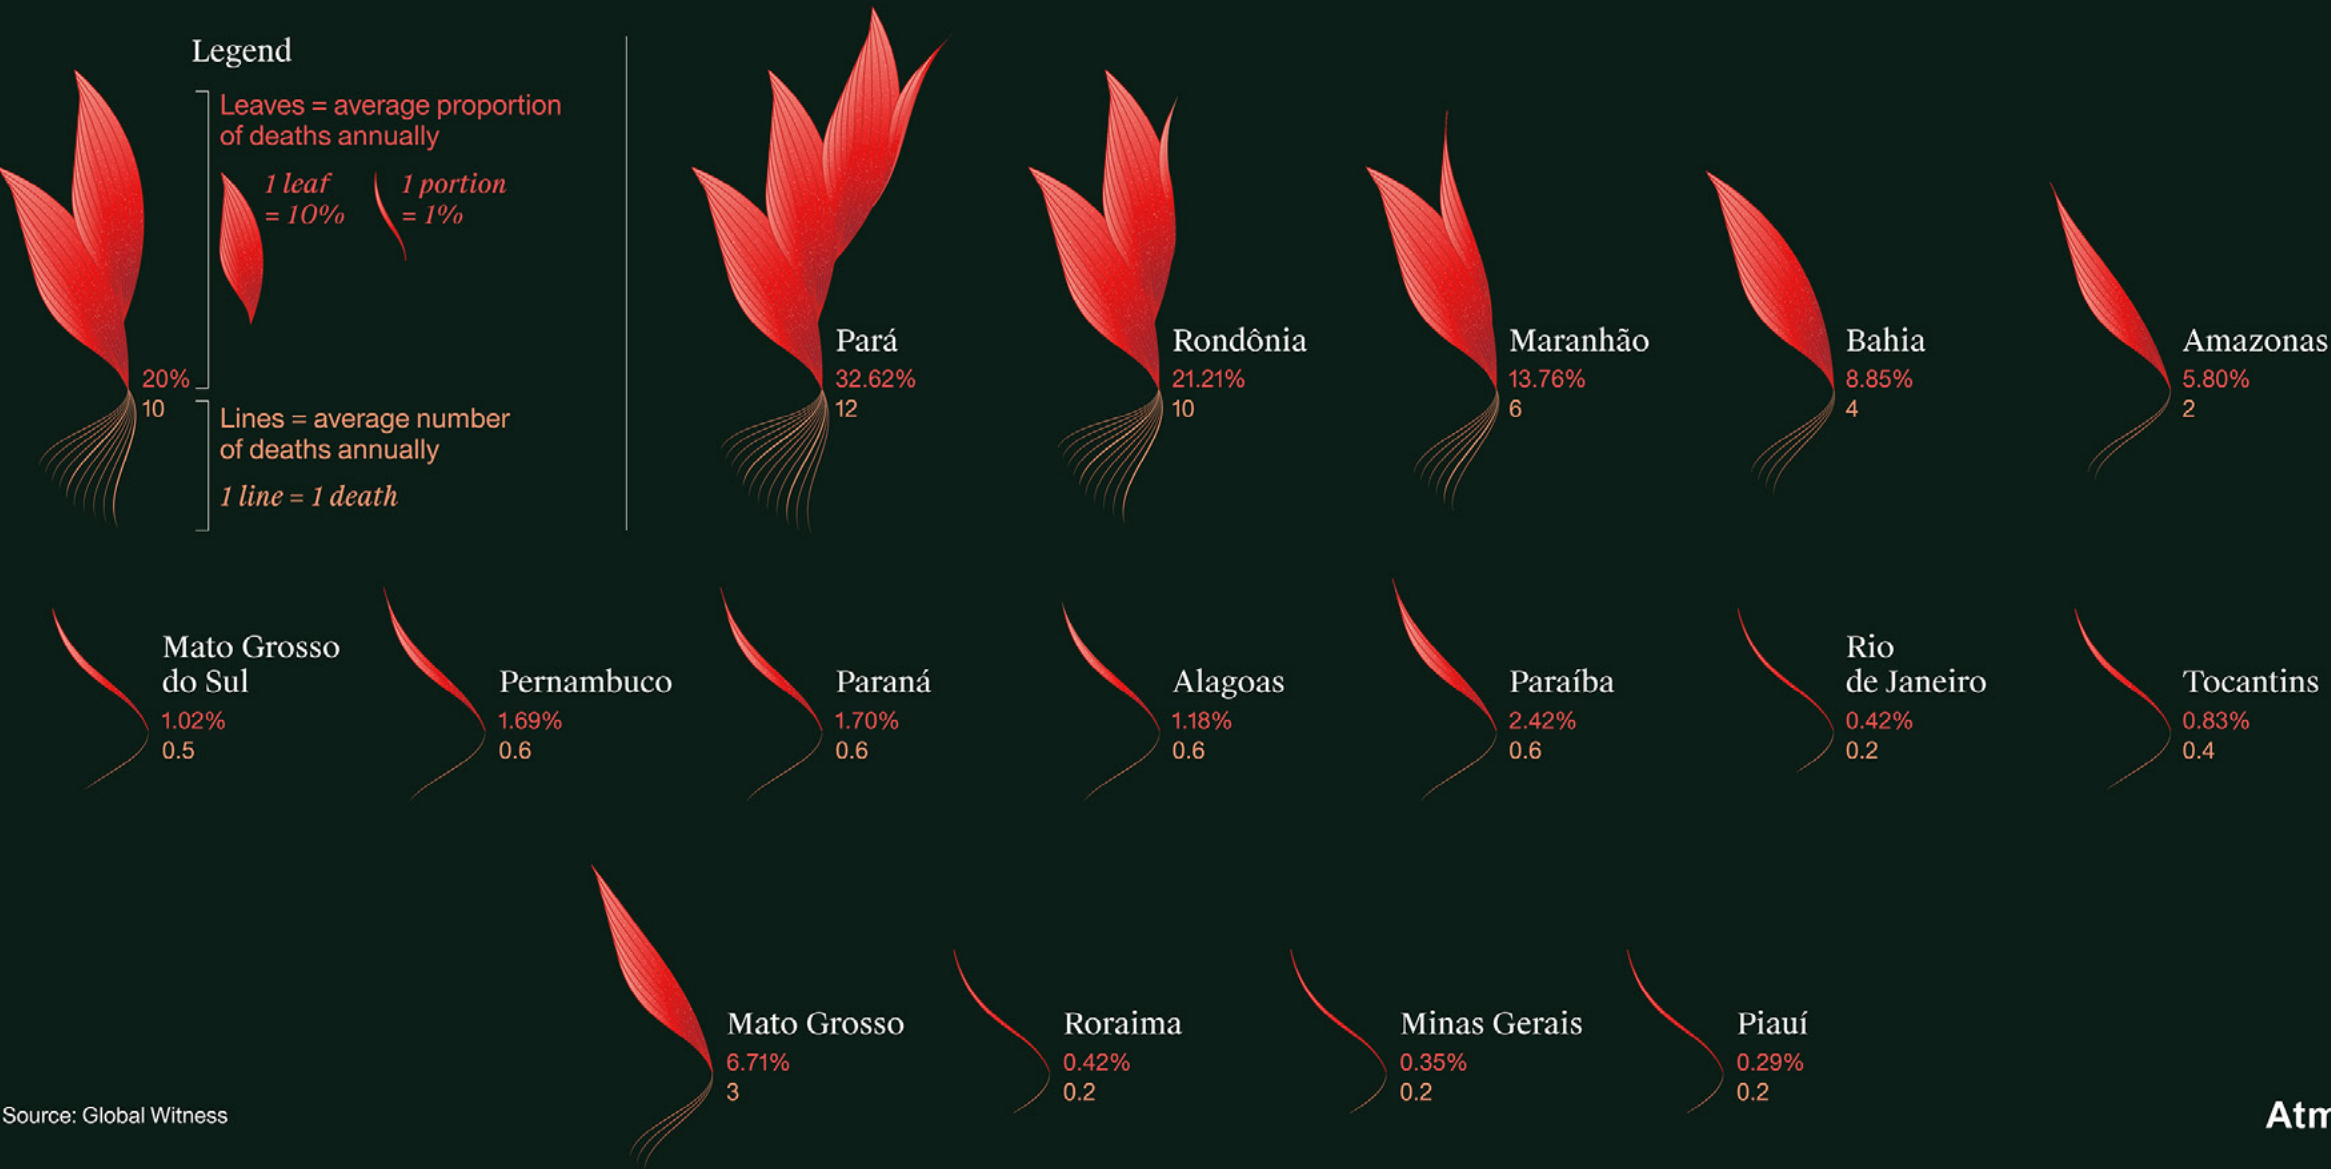 Legend
Leaves = average proportion
of deaths annually
1 leaf
= 10%
1 portion
= 1%
20%
10
Lines = average number
of deaths annually
1 line = 1 death
Pará
32.62%
12
Rondônia
21.21%
10
Maranhão
13.76%
6
Bahia
8.85%
4
Amazonas
5.80%
2
Mato Grosso
do Sul
1.02%
0.5
Pernambuco
1.69%
0.6
Paraná
1.70%
0.6
Alagoas
1.18%
0.6
Paraíba
2.42%
0.6
Rio
de Janeiro
0.42%
0.2
Tocantins
0.83%
0.4
Mato Grosso
6.71%
3
Roraima
0.42%
0.2
Minas Gerais
0.35%
0.2
Piauí
0.29%
0.2
Source: Global Witness